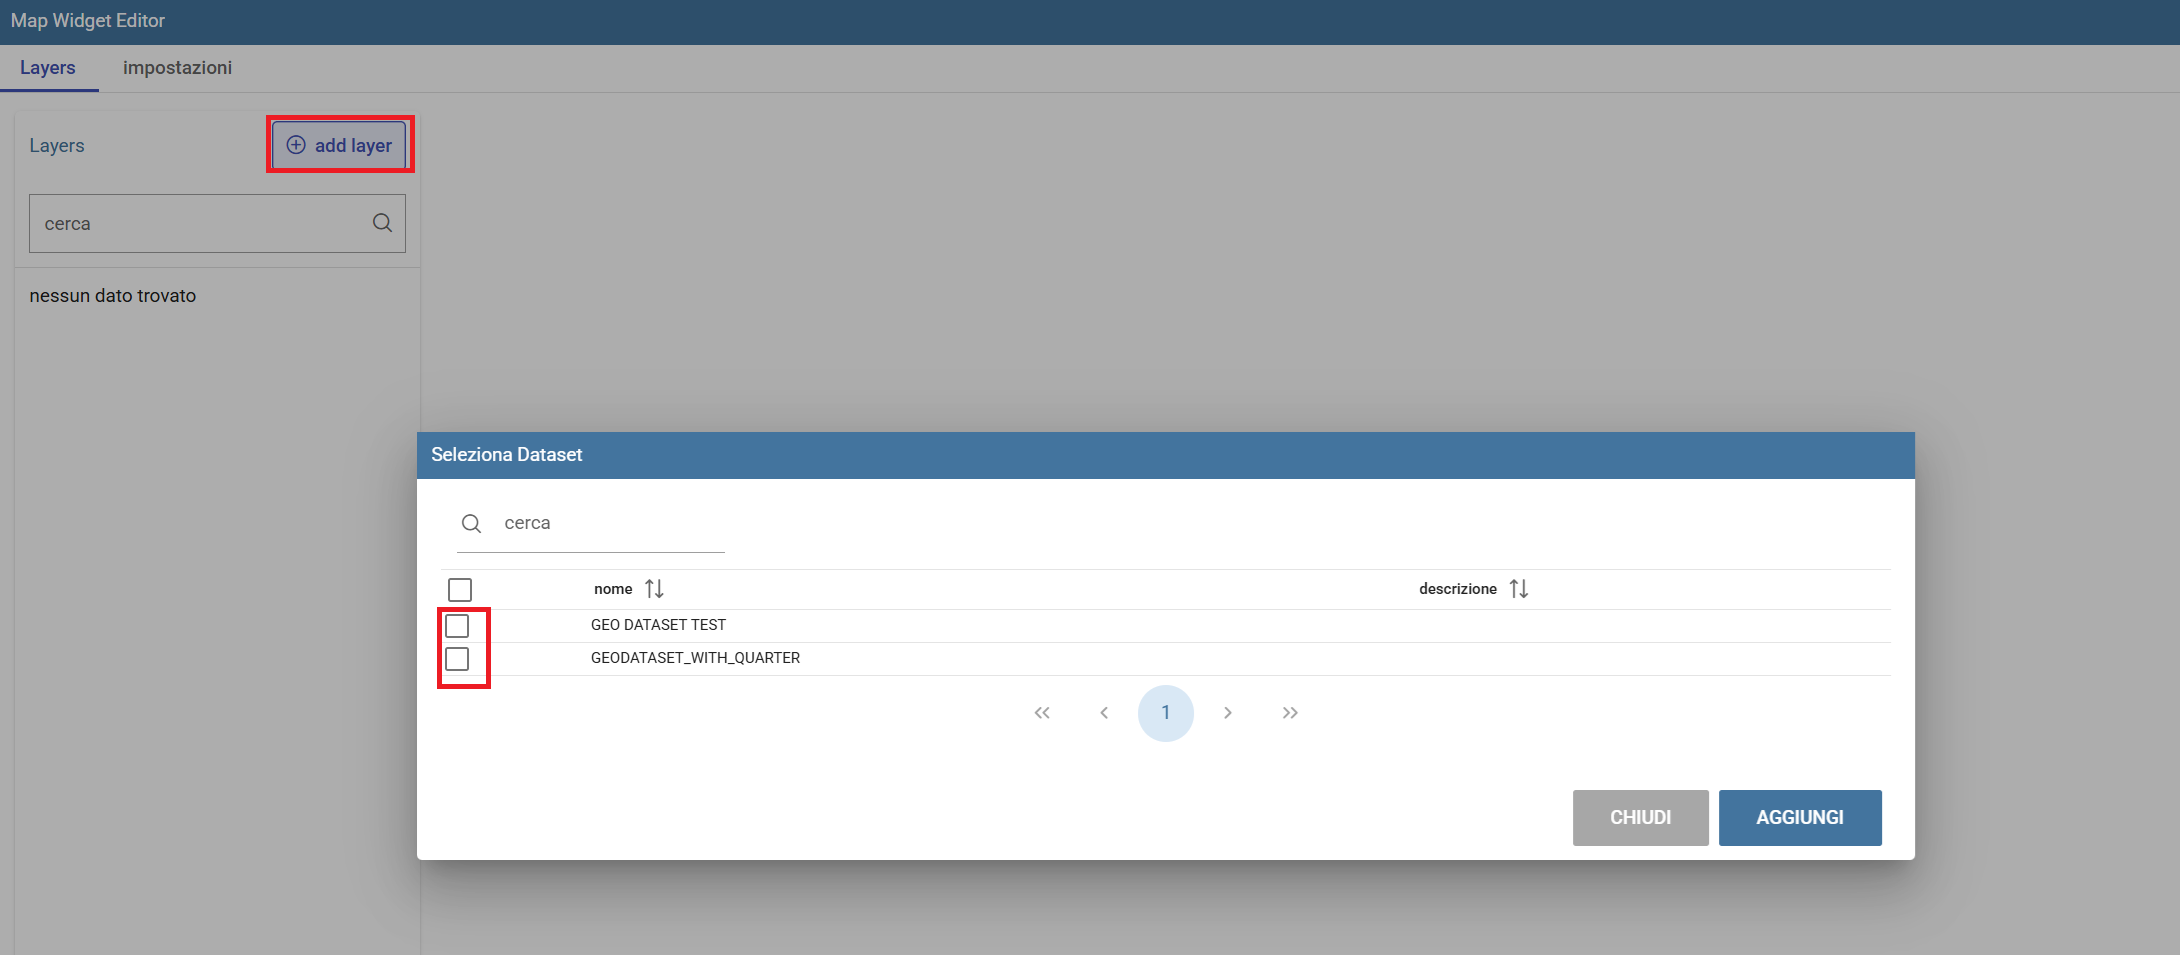 Map Widget Editor
Layers impostazioni
Layers add layer
cerca
nessun dato trovato
Seleziona Dataset
cerca
nome descrizione
GEO DATASET TEST
GEODATASET_WITH_QUARTER
1
CHIUDI AGGIUNGI